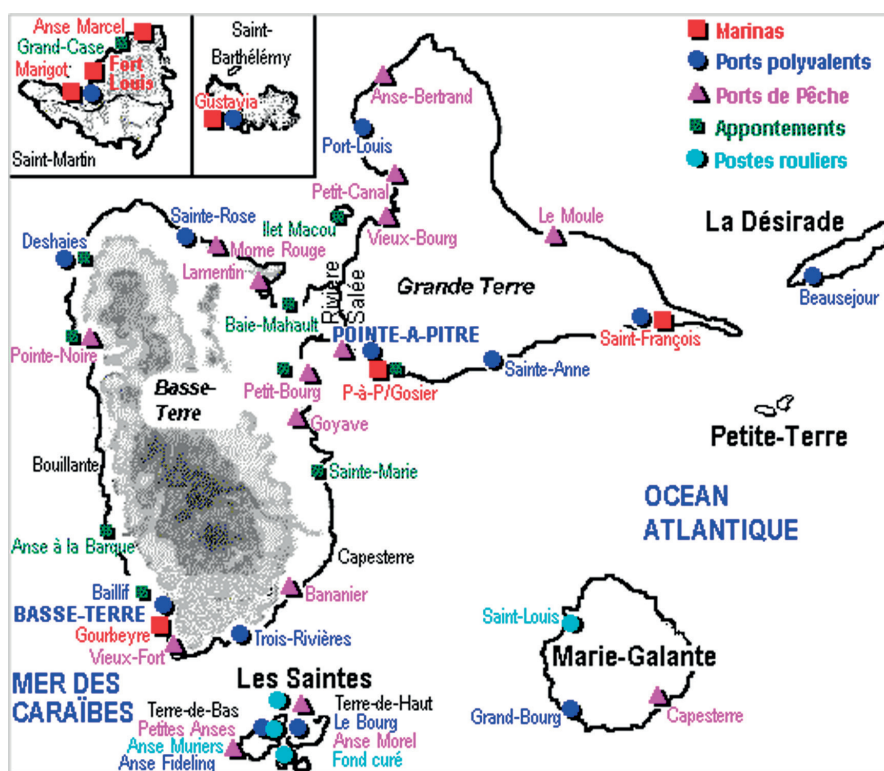 Anse Marcel
Grand-Case
Marigot
Fort
Louis
Saint-Martin
Saint-
Barthélémy
Gustavia
Marinas
Ports polyvalents
Ports de Pêche
Appontements
Postes rouliers
Anse-Bertrand
Port-Louis
Petit-Canal
Ilet Macou
Vieux-Bourg
Le Moule
La Désirade
Beausejour
Sainte-Rose
Deshaies
Morne Rouge
Lamentin
Baie-Mahault
Rivière
Salée
Grande Terre
POINTE-A-PITRE
Saint-François
Pointe-Noire
Petit-Bourg
P-à-P/Gosier
Sainte-Anne
Basse-
Terre
Goyave
Petite-Terre
Bouillante
Sainte-Marie
OCEAN
ATLANTIQUE
Anse à la Barque
Capesterre
Baillif
Bananier
BASSE-TERRE
Gourbeyre
Trois-Rivières
Vieux-Fort
Saint-Louis
Marie-Galante
Grand-Bourg
Capesterre
MER DES
CARAÏBES
Les Saintes
Terre-de-Bas
Terre-de-Haut
Petites Anses
Le Bourg
Anse Muriers
Anse Morel
Anse Fideling
Fond curé